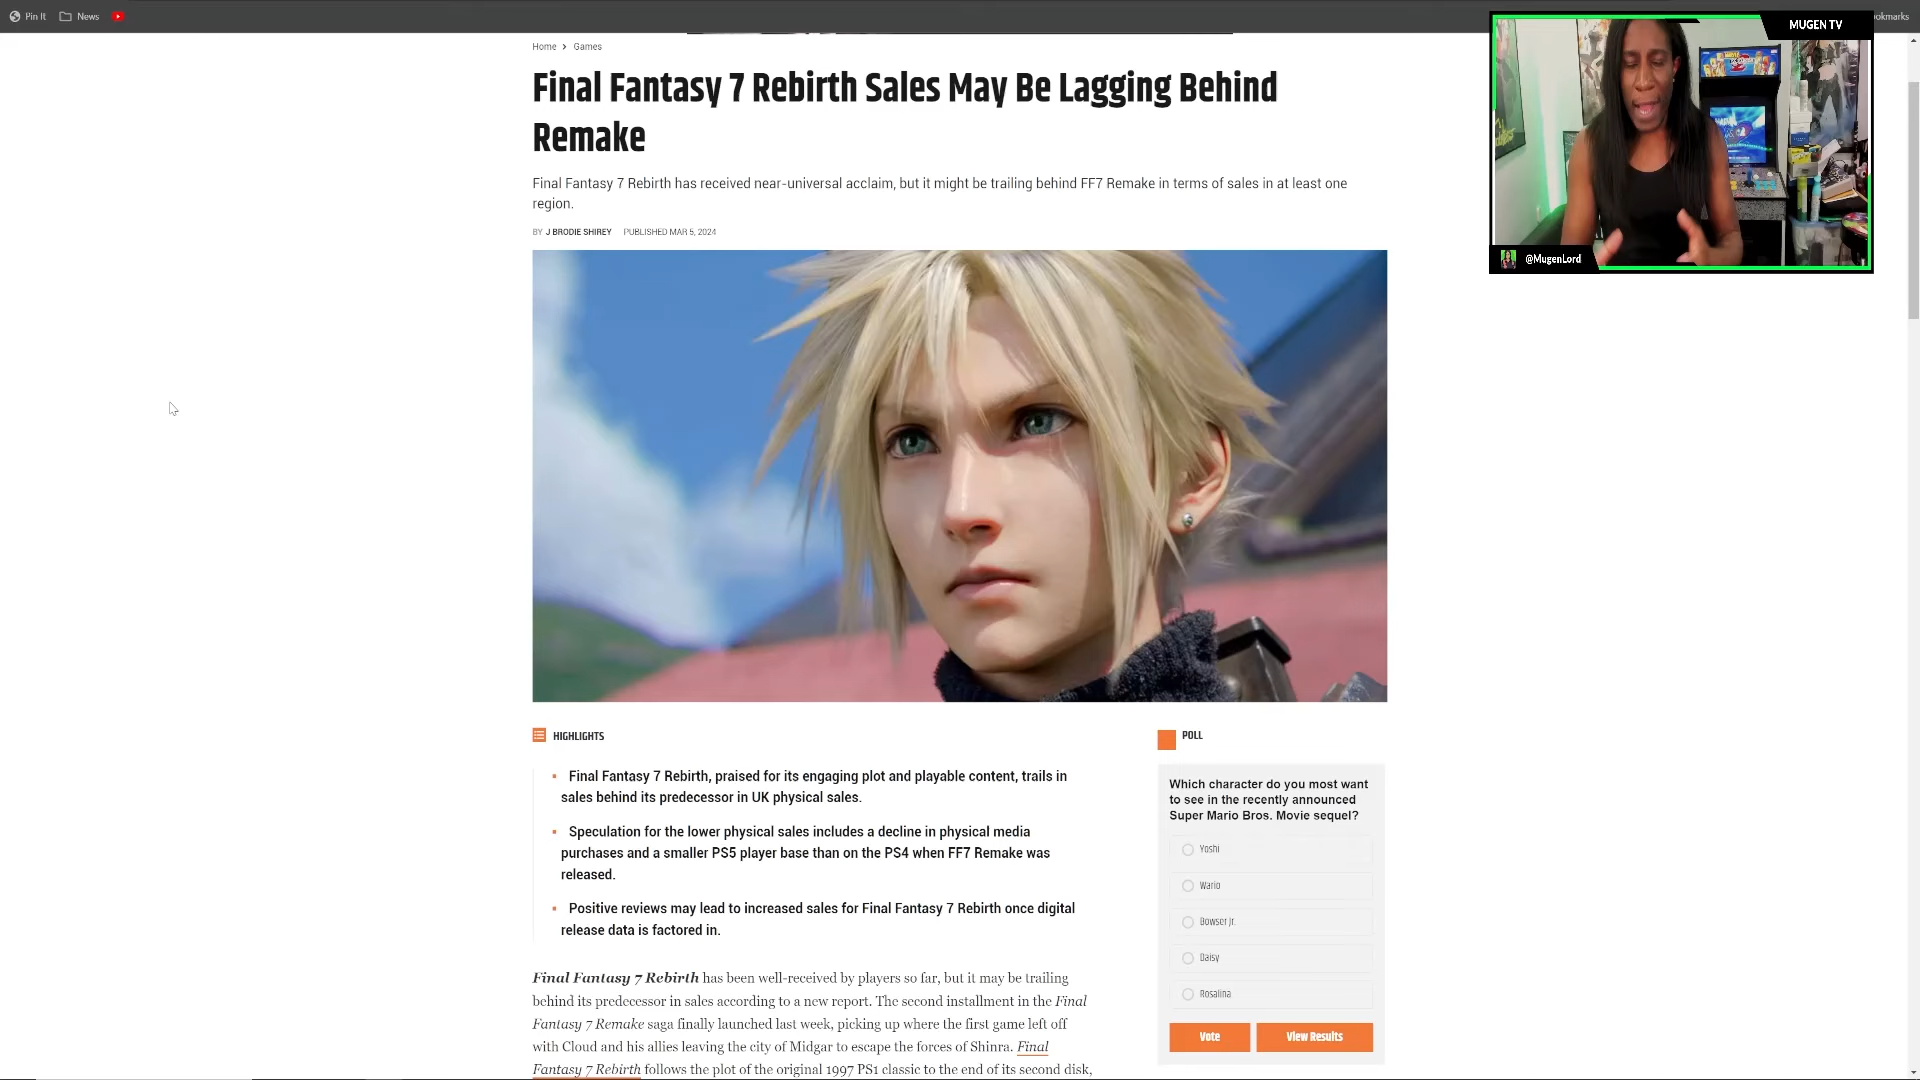 Pin It
News
okmarks
MUGEN TV
@MugenLord
Home > Games
Final Fantasy 7 Rebirth Sales May Be Lagging Behind
Remake
Final Fantasy 7 Rebirth has received near-universal acclaim, but it might be trailing behind FF7 Remake in terms of sales in at least one
region.
BY J BRODIE SHIREY PUBLISHED MAR 5, 2024
HIGHLIGHTS
Final Fantasy 7 Rebirth, praised for its engaging plot and playable content, trails in
sales behind its predecessor in UK physical sales.
Speculation for the lower physical sales includes a decline in physical media
purchases and a smaller PS5 player base than on the PS4 when FF7 Remake was
released.
Positive reviews may lead to increased sales for Final Fantasy 7 Rebirth once digital
release data is factored in.
Final Fantasy 7 Rebirth has been well-received by players so far, but it may be trailing
behind its predecessor in sales according to a new report. The second installment in the Final
Fantasy 7 Remake saga finally launched last week, picking up where the first game left off
with Cloud and his allies leaving the city of Midgar to escape the forces of Shinra. Final
Fantasy 7 Rebirth follows the plot of the original 1997 PS1 classic to the end of its second disk,
POLL
Which character do you most want
to see in the recently announced
Super Mario Bros. Movie sequel?
Yoshi
Wario
Bowser Jr.
Daisy
Rosalina
Vote
View Results